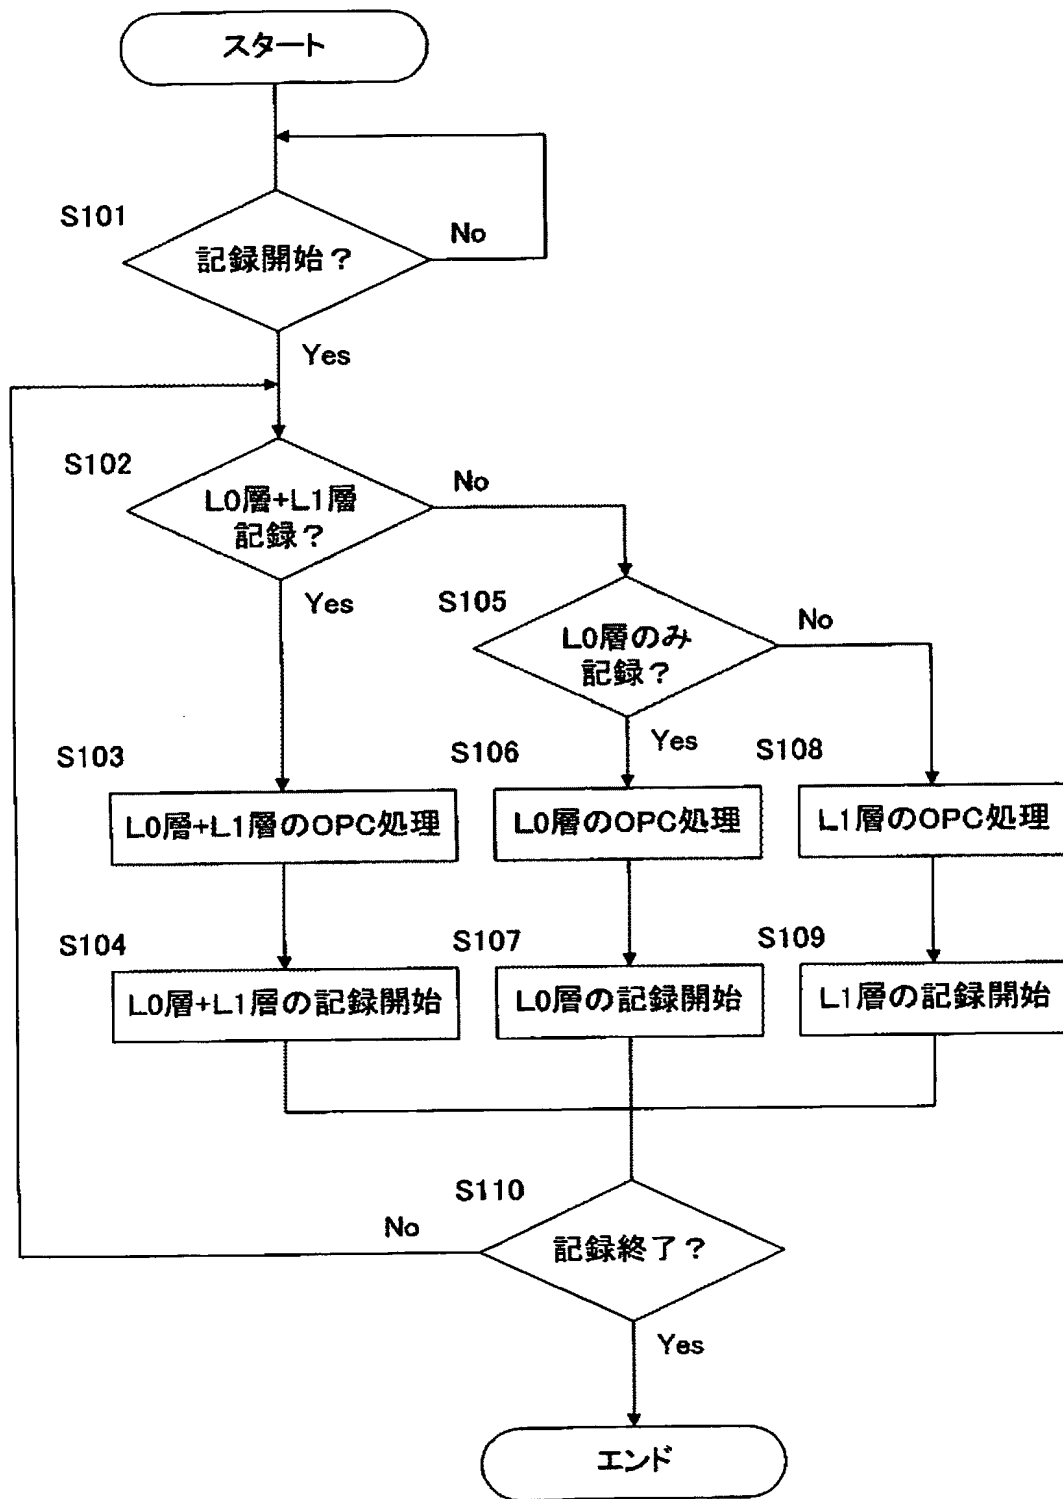 スタート
S101
記録開始？
No
Yes
S102
L0層+L1層
記録？
No
Yes
S105
L0層のみ
記録？
No
Yes
S103
L0層+L1層のOPC処理
S106
L0層のOPC処理
S108
L1層のOPC処理
S104
L0層+L1層の記録開始
S107
L0層の記録開始
S109
L1層の記録開始
S110
記録終了？
No
Yes
エンド